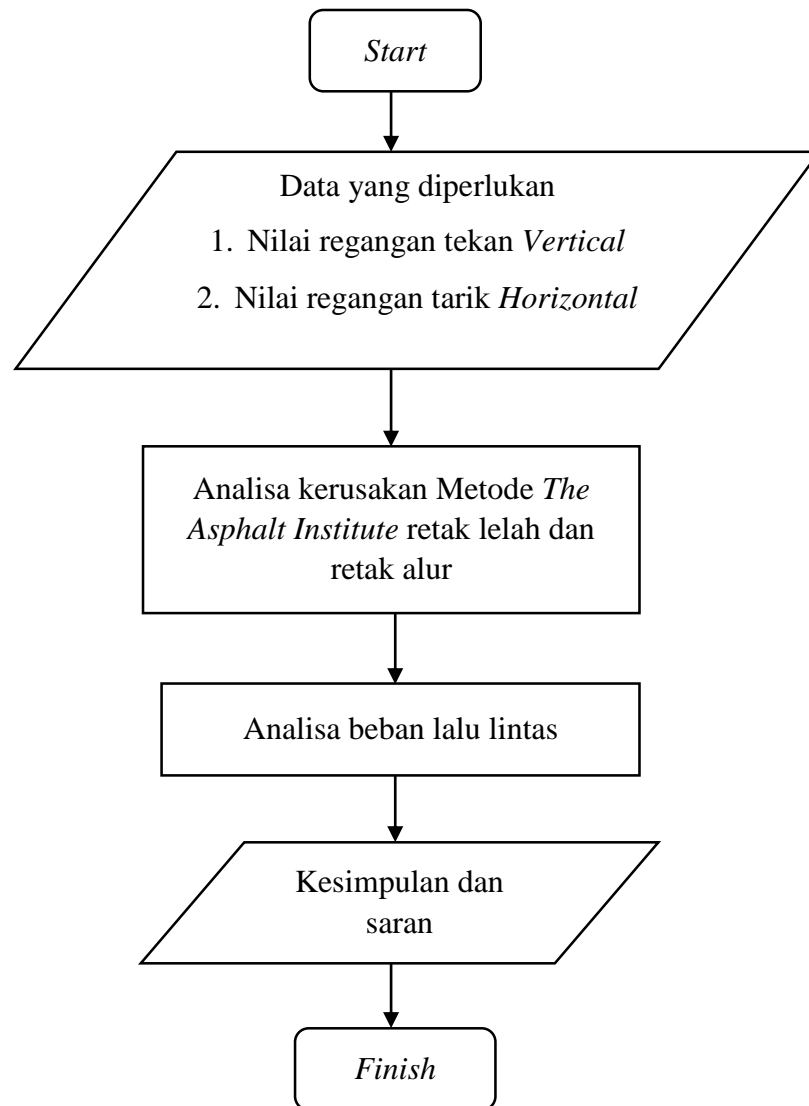 Start
Data yang diperlukan
1. Nilai regangan tekan Vertical
2. Nilai regangan tarik Horizontal
Analisa kerusakan Metode The
Asphalt Institute retak lelah dan
retak alur
Analisa beban lalu lintas
Kesimpulan dan
saran
Finish